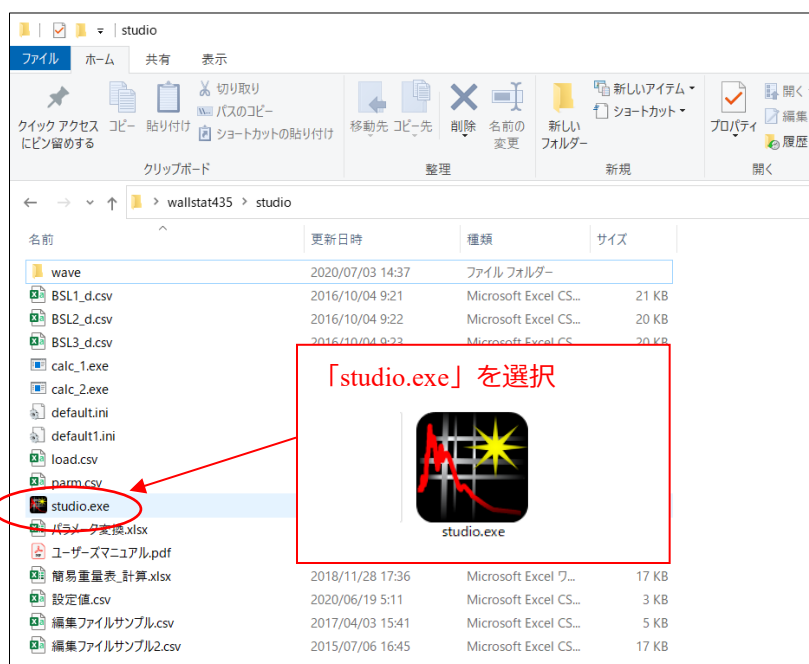 studio
ファイル ホーム 共有 表示
クイック アクセス
にピン留めする
コピー
貼り付け
切り取り
パスのコピー
ショートカットの貼り付け
クリップボード
移動先 コピー先
削除
名前の
変更
整理
新しい
フォルダー
新しいアイテム
ショートカット
新規
プロパティ
開く
編集
履歴
開く
wallstat435 > studio
名前 更新日時 種類 サイズ
wave 2020/07/03 14:37 ファイル フォルダー
BSL1_d.csv 2016/10/04 9:21 Microsoft Excel CS... 21 KB
BSL2_d.csv 2016/10/04 9:22 Microsoft Excel CS... 20 KB
BSL3_d.csv 2016/10/04 9:23 Microsoft Excel CS... 20 KB
calc_1.exe
calc_2.exe
default.ini
default1.ini
load.csv
parm.csv
studio.exe
パラメータ変換.xlsx
ユーザーズマニュアル.pdf
簡易重量表_計算.xlsx 2018/11/28 17:36 Microsoft Excel ワ... 17 KB
設定値.csv 2020/06/19 5:11 Microsoft Excel CS... 3 KB
編集ファイルサンプル.csv 2017/04/03 15:41 Microsoft Excel CS... 5 KB
編集ファイルサンプル2.csv 2015/07/06 16:45 Microsoft Excel CS... 17 KB
「studio.exe」を選択
studio.exe